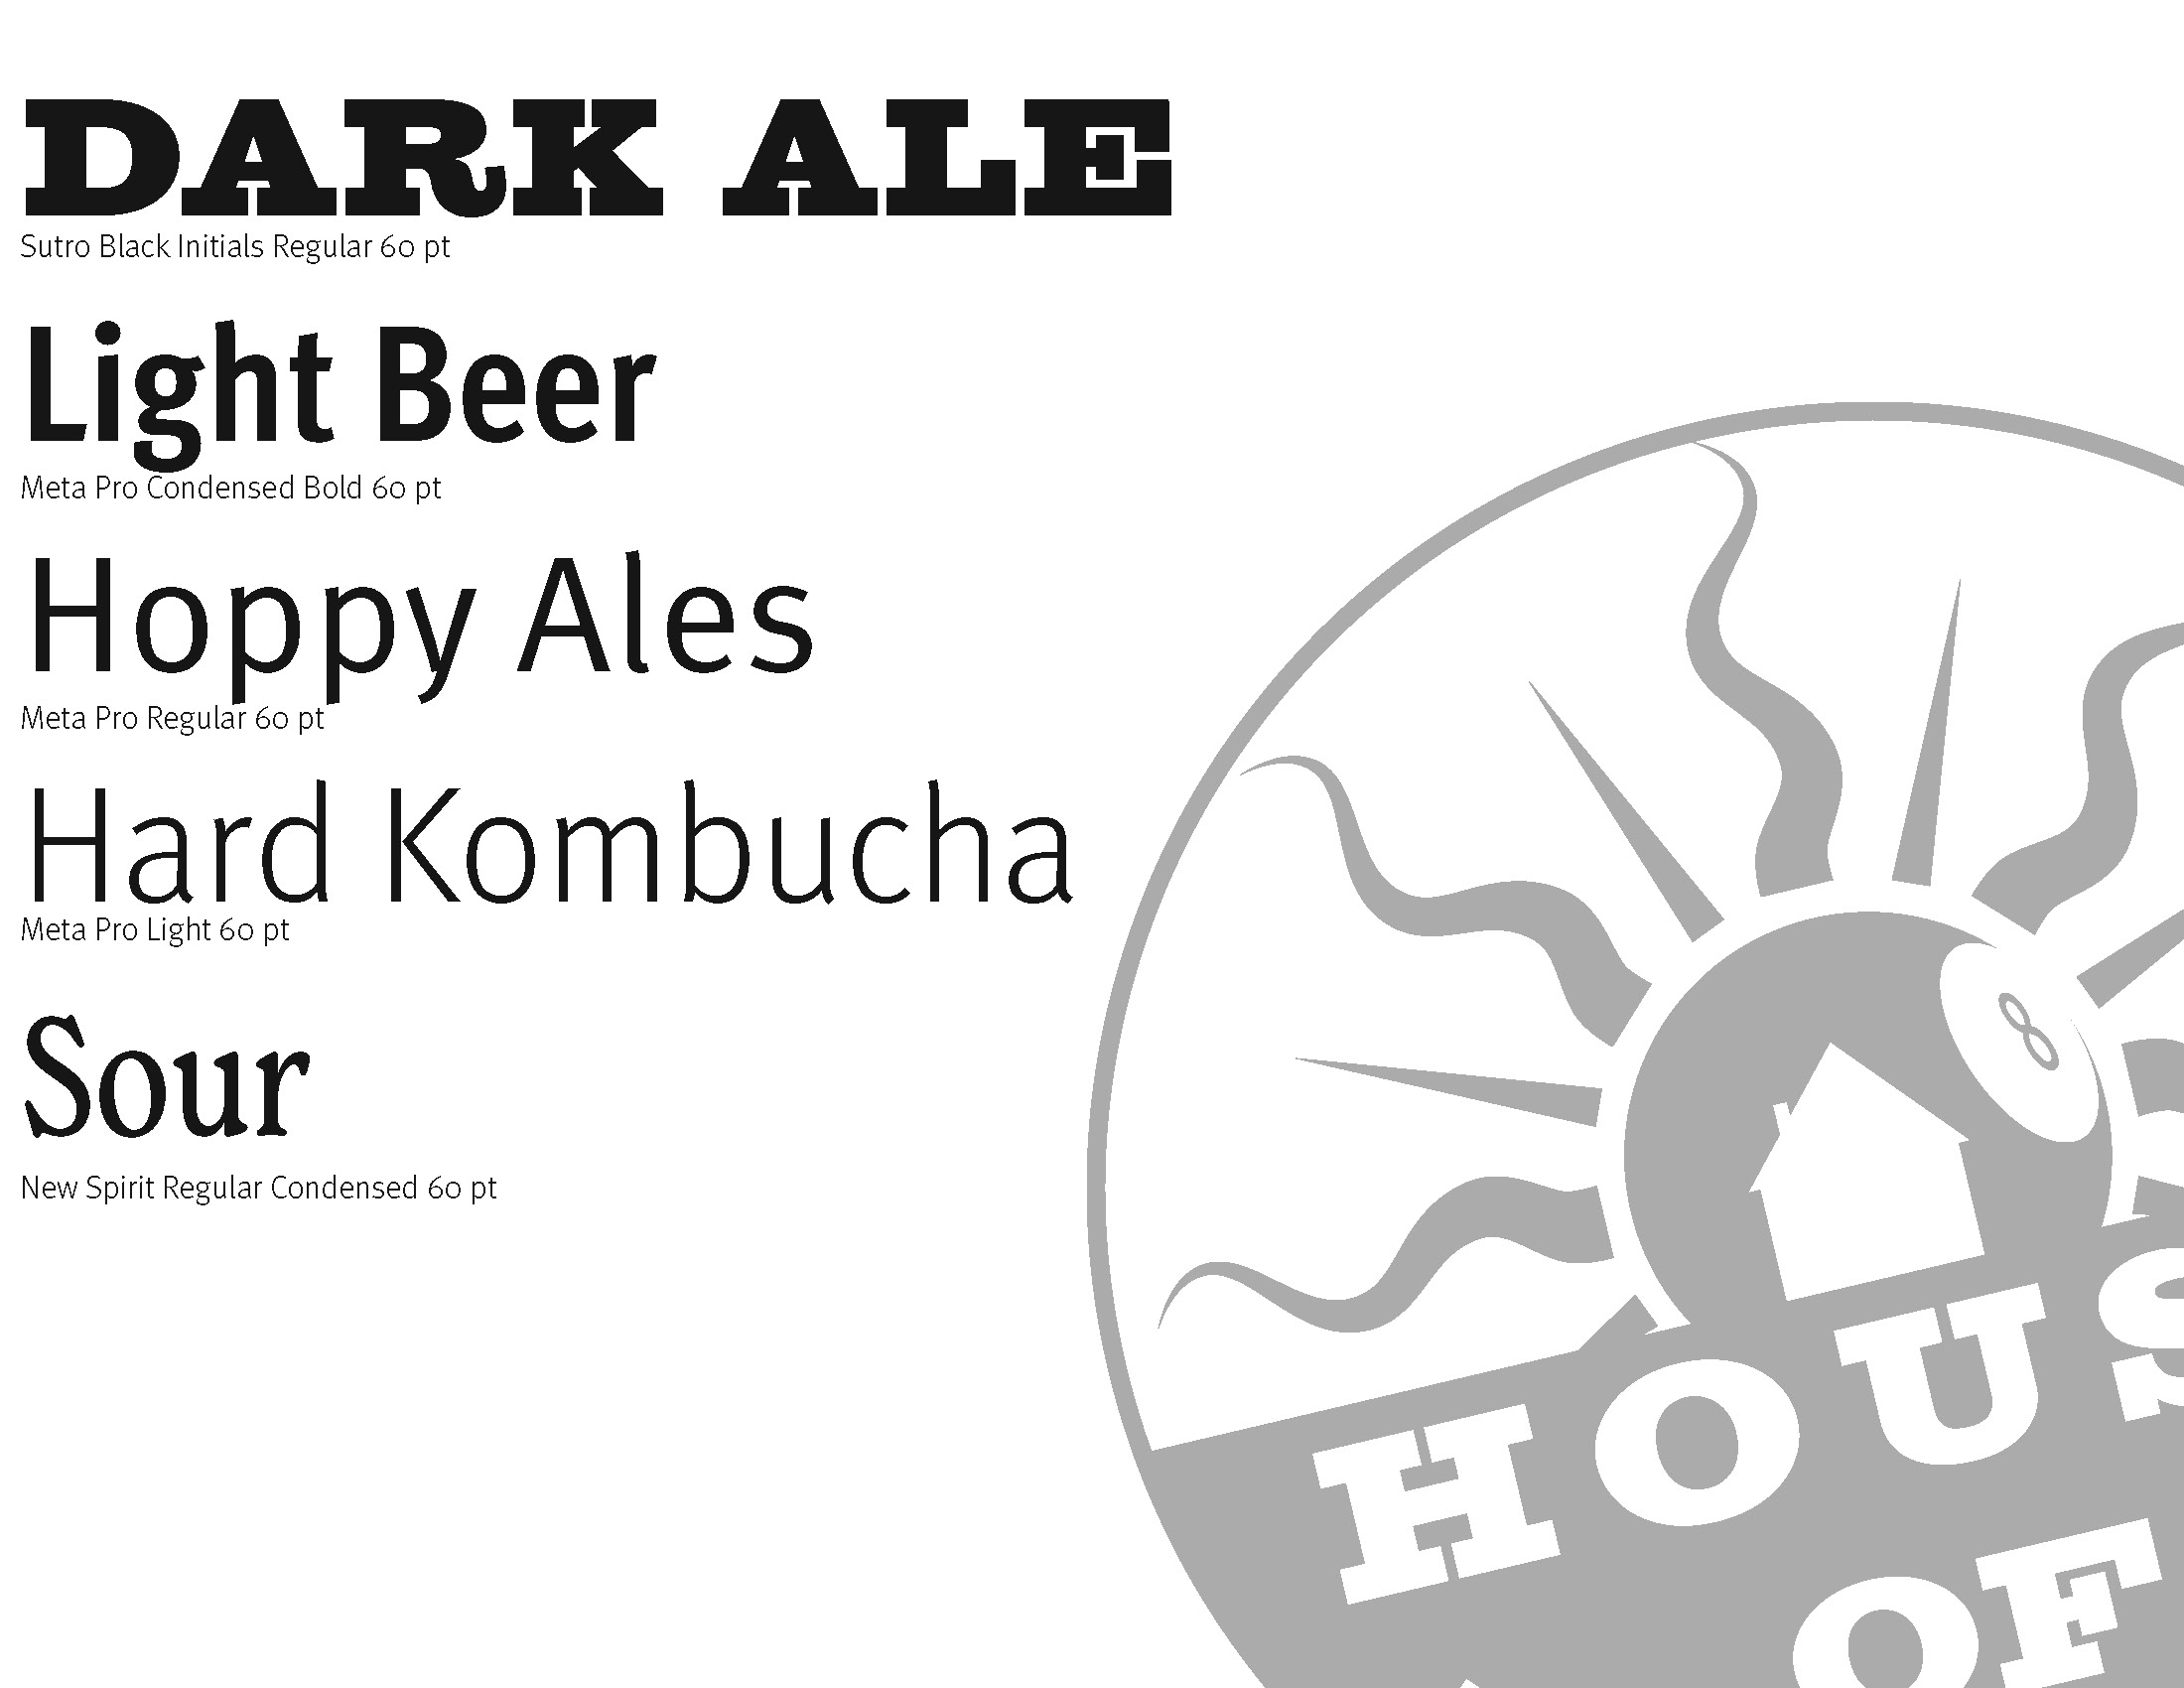 DARK ALE
Sutro Black Initials Regular 60 pt
Light Beer
Meta Pro Condensed Bold 60 pt
Hoppy Ales
Meta Pro Regular 60 pt
Hard Kombucha
Meta Pro Light 60 pt
Sour
New Spirit Regular Condensed 60 pt
8
HOUS
OF